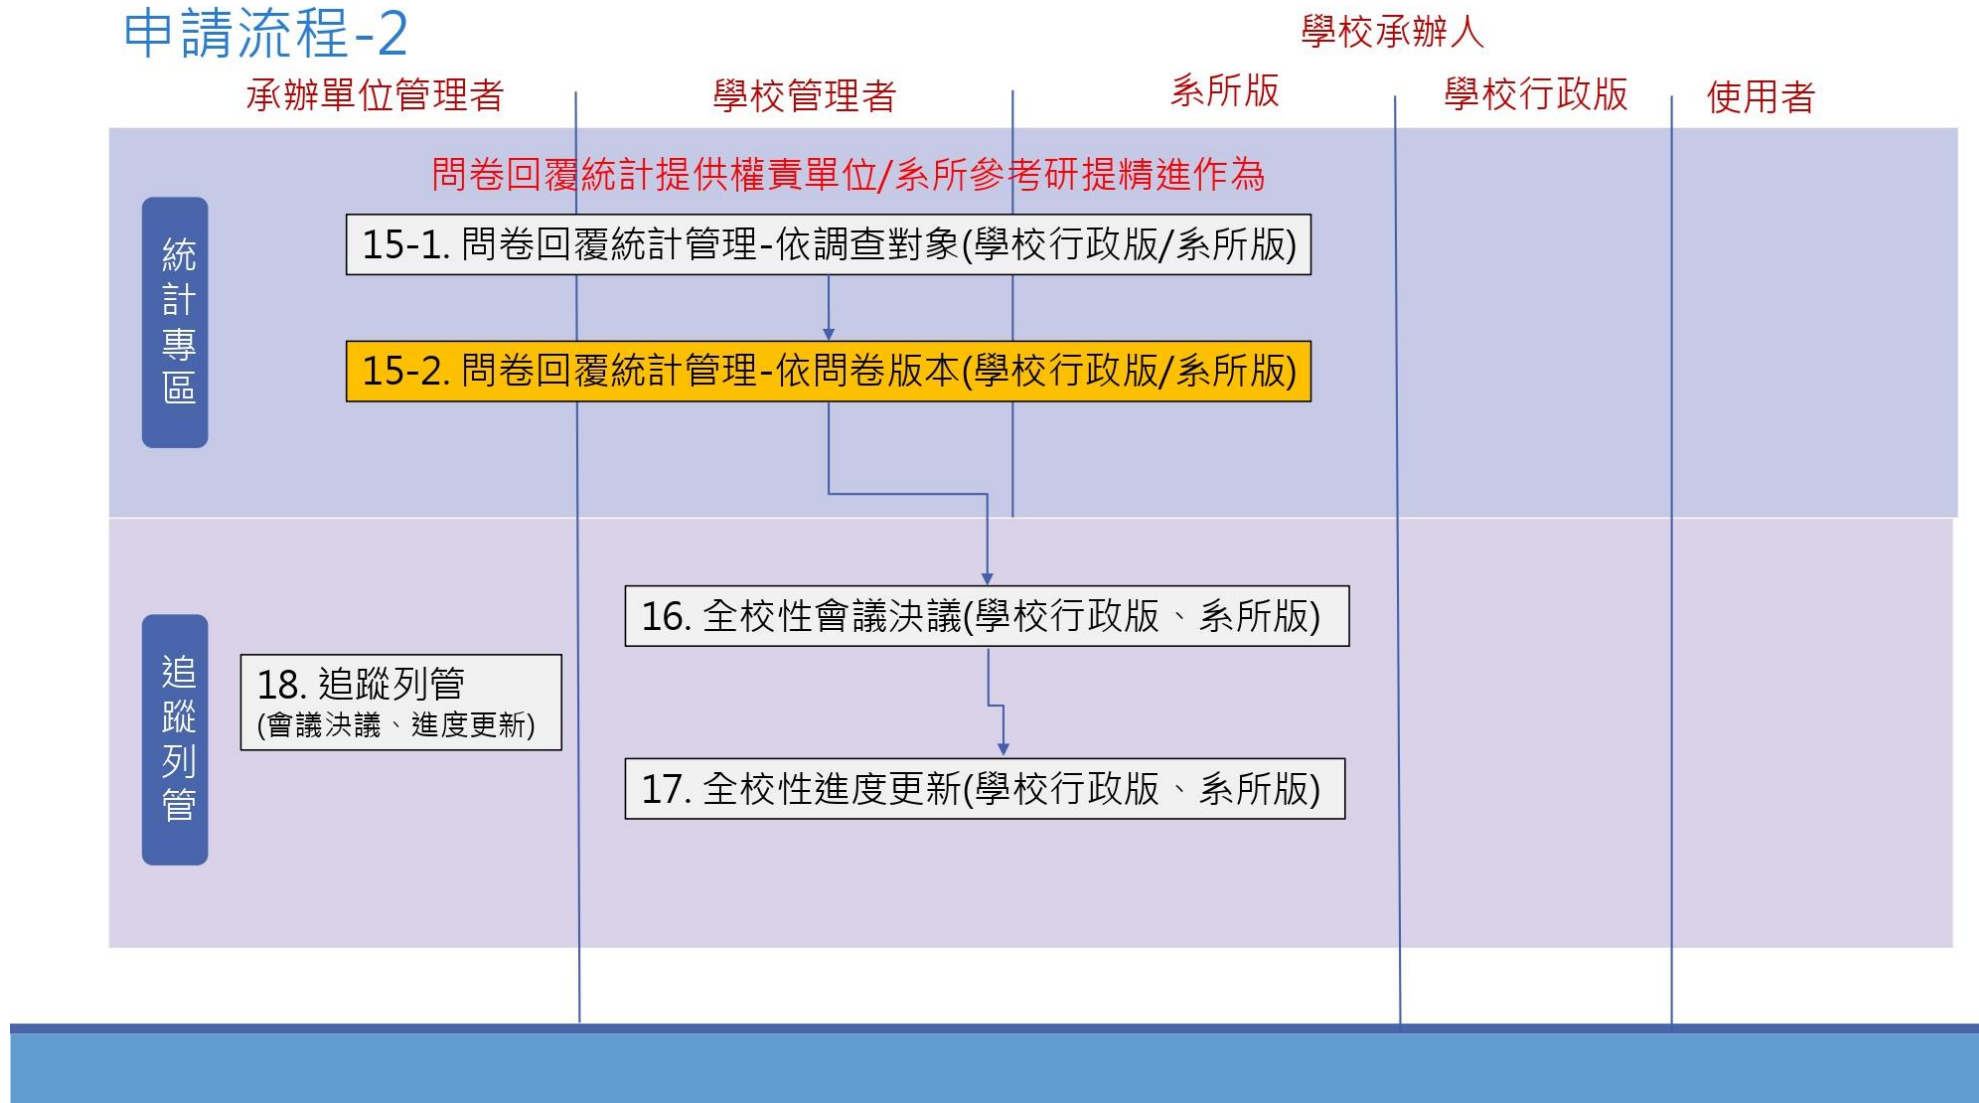 申請流程-2
學校承辦人
承辦單位管理者
學校管理者
系所版
學校行政版
使用者
問卷回覆統計提供權責單位/系所參考研提精進作為
統計專區
15-1. 問卷回覆統計管理-依調查對象(學校行政版/系所版)
15-2. 問卷回覆統計管理-依問卷版本(學校行政版/系所版)
追蹤列管
16. 全校性會議決議(學校行政版、系所版)
18. 追蹤列管
(會議決議、進度更新)
17. 全校性進度更新(學校行政版、系所版)